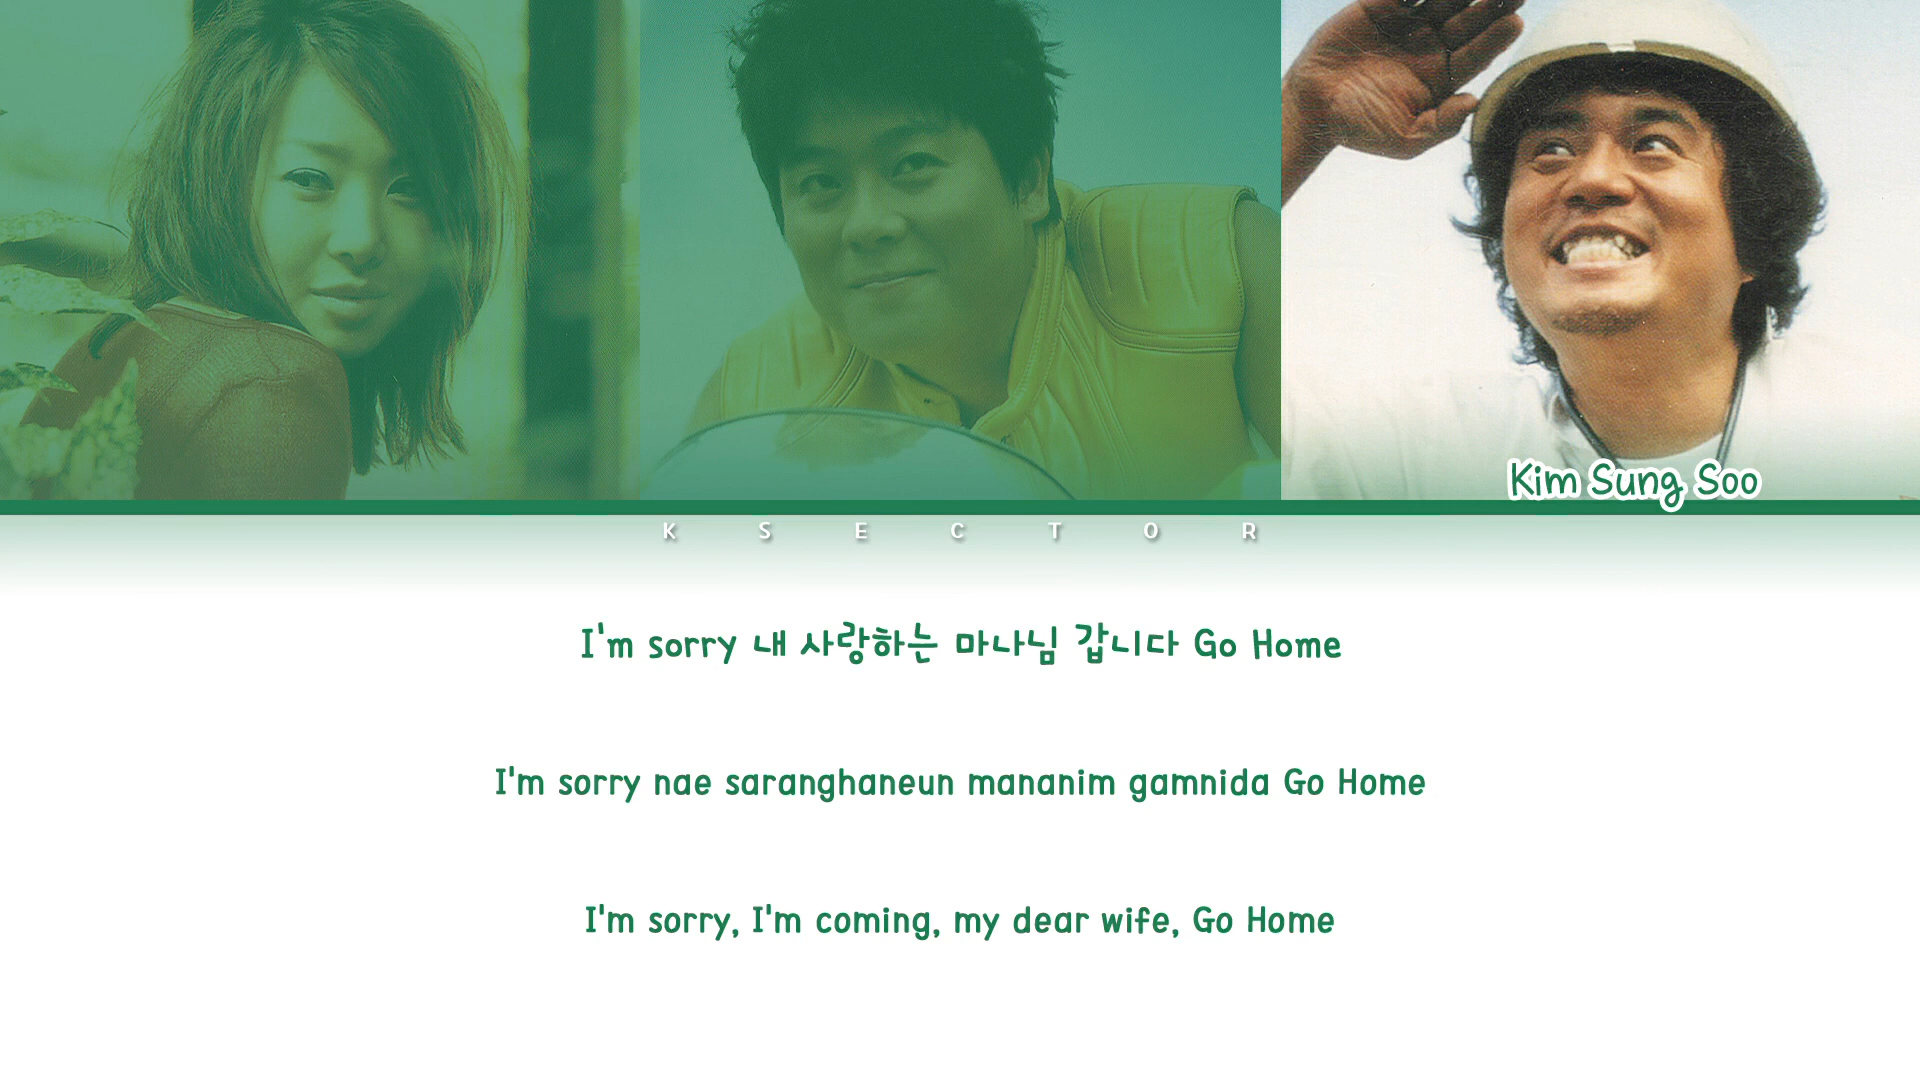 Kim Sung Soo
K S E C T O R
I'm sorry 내 사랑하는 마나님 갑니다 Go Home
I'm sorry nae saranghaneun mananim gamnida Go Home
I'm sorry, I'm coming, my dear wife, Go Home